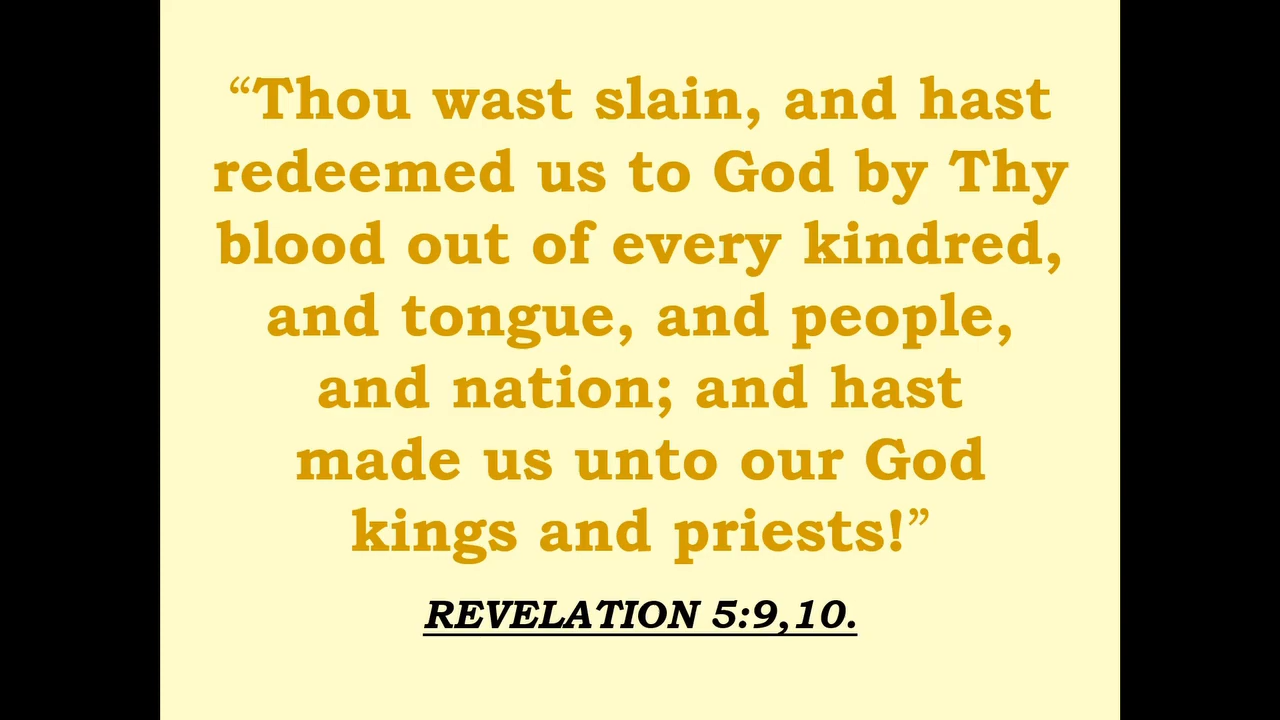 “Thou wast slain, and hast
redeemed us to God by Thy
blood out of every kindred,
and tongue, and people,
and nation; and hast
made us unto our God
kings and priests!”
REVELATION 5:9,10.